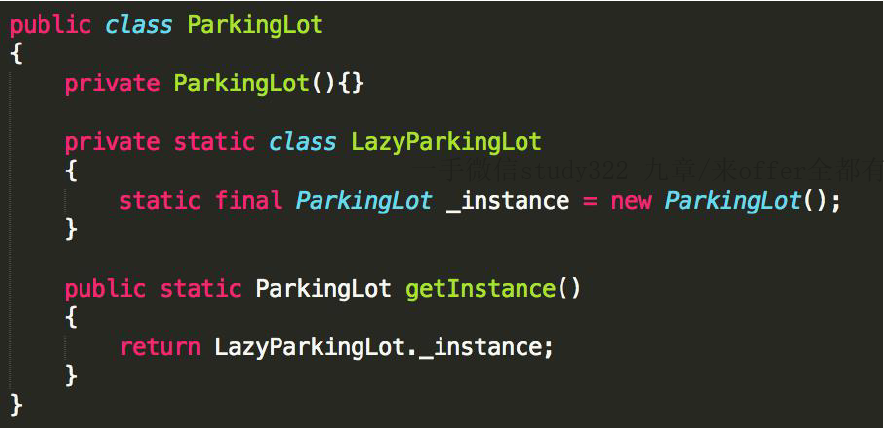 public class ParkingLot
{
private ParkingLot(){}
private static class LazyParkingLot
{
一手微信study322 九章/来offer全都有
static final ParkingLot _instance = new ParkingLot();
}
public static ParkingLot getInstance()
{
return LazyParkingLot._instance;
}
}